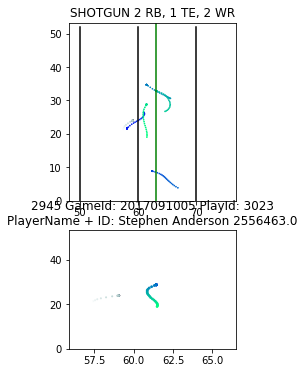 SHOTGUN 2 RB, 1 TE, 2 WR
50
40
30
20
10
0
50 60 70
2945 GameId: 2017091005 PlayId: 3023
PlayerName + ID: Stephen Anderson 2556463.0
40
20
0
57.5 60.0 62.5 65.0